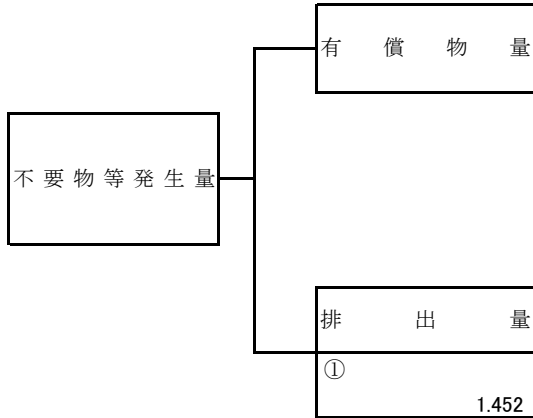 有償物量
不要物等発生量
排出量
①
1.452